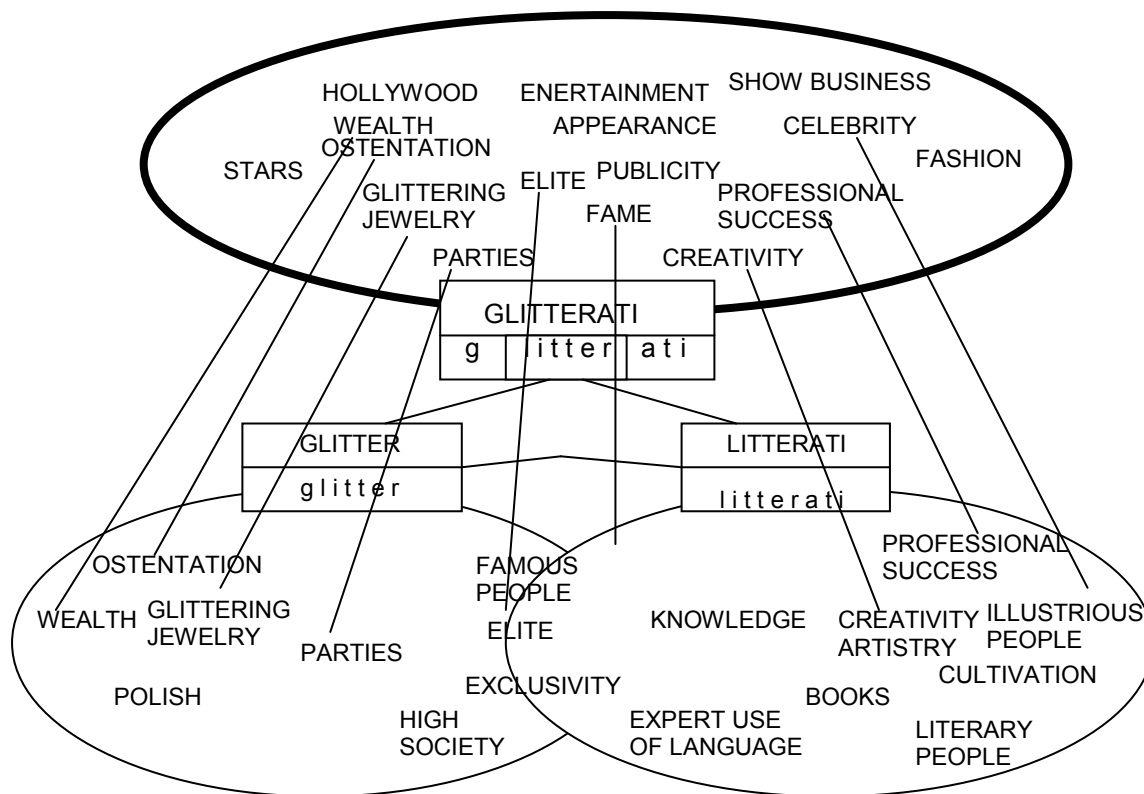 SHOW BUSINESS
HOLLYWOOD
ENERTAINMENT
WEALTH
APPEARANCE
CELEBRITY
OSTENTATION
FASHION
STARS
PUBLICITY
ELITE
GLITTERING
JEWELRY
PROFESSIONAL
SUCCESS
FAME
PARTIES
CREATIVITY
GLITTERATI
g litter ati
GLITTER
LITTERATI
glitter
litterati
OSTENTATION
FAMOUS
PEOPLE
PROFESSIONAL
SUCCESS
WEALTH
GLITTERING
JEWELRY
ELITE
KNOWLEDGE
CREATIVITY
ARTISTRY
ILLUSTRIOUS
PEOPLE
PARTIES
CULTIVATION
POLISH
EXCLUSIVITY
BOOKS
HIGH
SOCIETY
EXPERT USE
OF LANGUAGE
LITERARY
PEOPLE